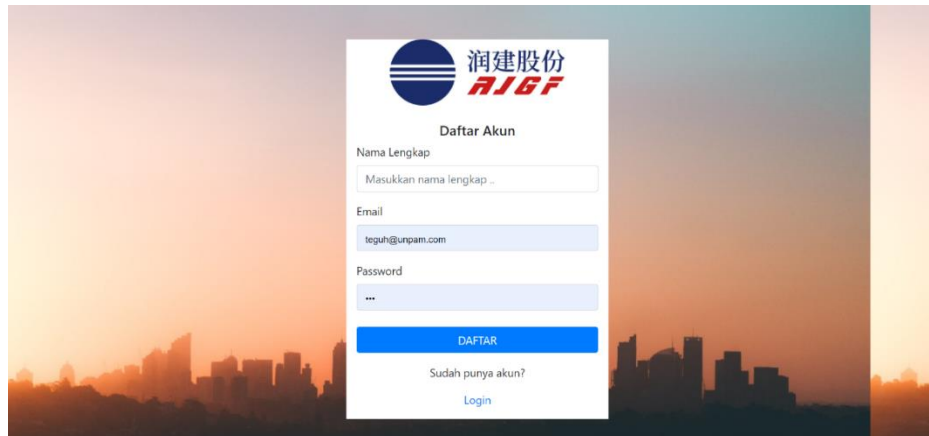 润建股份
RJGF
Daftar Akun
Nama Lengkap
Masukkan nama lengkap ..
Email
teguh@unpam.com
Password
•••
DAFTAR
Sudah punya akun?
Login